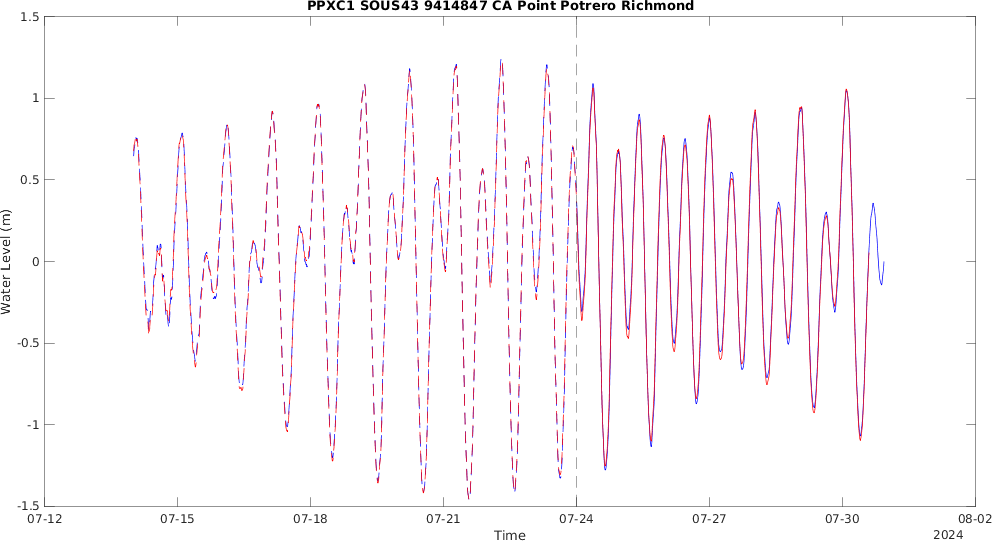 PPXC1 SOUS43 9414847 CA Point Potrero Richmond
1.5
1
0.5
0
-0.5
-1
-1.5
Water Level (m)
07-12 07-15 07-18 07-21 07-24 07-27 07-30 08-02
Time
2024